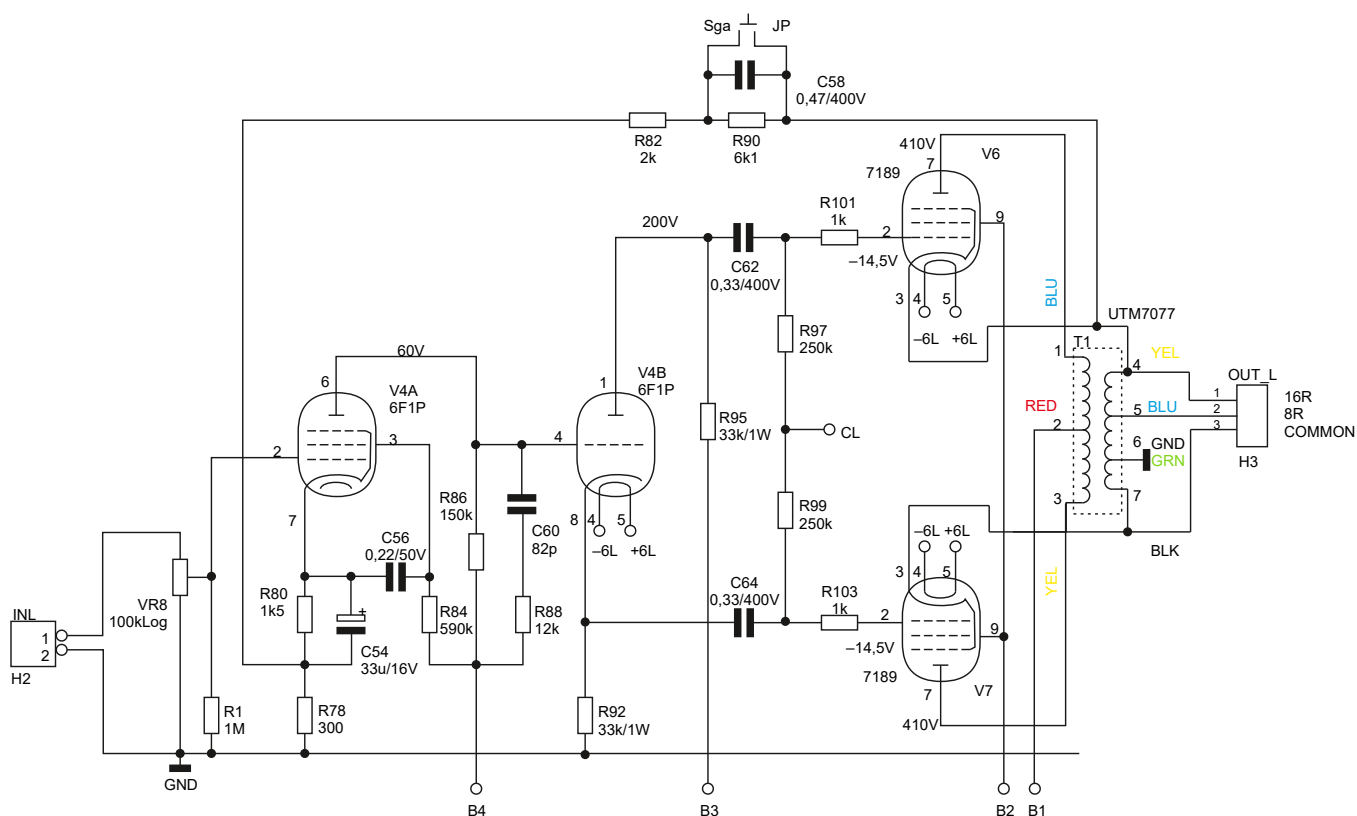 Sga JP
C58
0,47/400V
R82
2k
R90
6k1
410V
7
V6
7189
R101
1k
9
2
–14,5V
200V
C62
0,33/400V
3 4 5
–6L +6L
BLU
UTM7077
R97
250k
T1
YEL
60V
1
4
OUT_L
6
V4A
6F1P
1
V4B
6F1P
RED
BLU
1
2
3
16R
8R
COMMON
5
2
R95
33k/1W
CL
2
3
4
6
GND
GRN
H3
R86
150k
R99
250k
3
7
7
C60
82p
8 4 5
–6L +6L
–6L +6L
BLK
C56
0,22/50V
3 4 5
YEL
VR8
100kLog
R80
1k5
+
R84
590k
R88
12k
C64
0,33/400V
R103
1k
2
9
INL
1
2
H2
C54
33u/16V
–14,5V
7189
7
V7
R1
1M
R78
300
R92
33k/1W
410V
GND
B4
B3
B2
B1